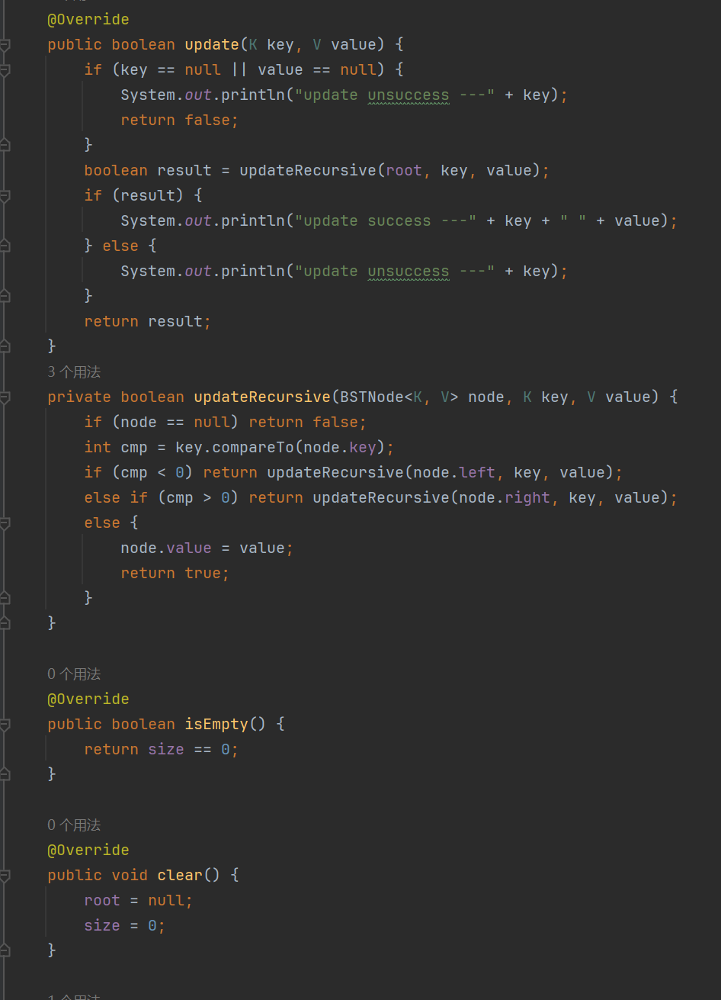 @Override
public boolean update(K key, V value) {
if (key == null || value == null) {
System.out.println("update unsuccess ---" + key);
return false;
}
boolean result = updateRecursive(root, key, value);
if (result) {
System.out.println("update success ---" + key + " " + value);
} else {
System.out.println("update unsuccess ---" + key);
}
return result;
}
3 个用法
private boolean updateRecursive(BSTNode<K, V> node, K key, V value) {
if (node == null) return false;
int cmp = key.compareTo(node.key);
if (cmp < 0) return updateRecursive(node.left, key, value);
else if (cmp > 0) return updateRecursive(node.right, key, value);
else {
node.value = value;
return true;
}
}
0 个用法
@Override
public boolean isEmpty() {
return size == 0;
}
0 个用法
@Override
public void clear() {
root = null;
size = 0;
}
1 个用法